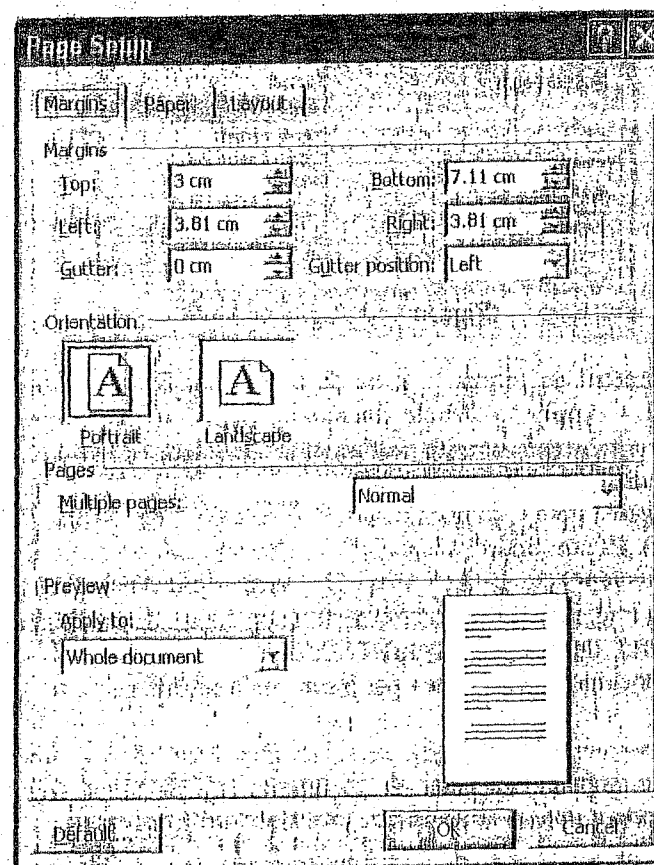 Page Setup
Margins Paper Layout
Margins
Top: 3 cm Bottom: 7.11 cm
Left: 3.81 cm Right: 3.81 cm
Gutter: 0 cm Gutter position: Left
Orientation
A A
Portrait Landscape
Pages
Multiple pages: Normal
Preview
Apply to:
Whole document
Default... OK Cancel